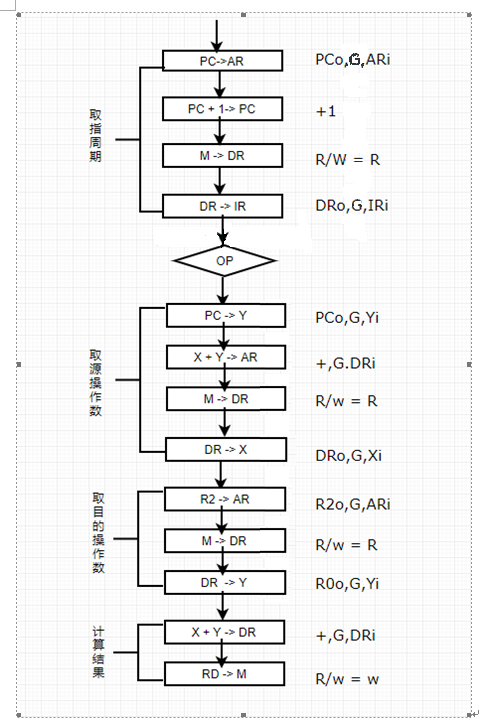 PC->AR PCo,G,ARi
PC + 1-> PC +1
M -> DR R/W = R
DR -> IR DRo,G,IRi
取指周期
OP
PC -> Y PCo,G,Yi
X + Y -> AR +,G.DRi
M -> DR R/w = R
DR -> X DRo,G,Xi
取源操作数
R2 -> AR R2o,G,ARi
M -> DR R/w = R
DR -> Y R0o,G,Yi
取目的操作数
X + Y -> DR +,G,DRi
RD -> M R/w = w
计算结果